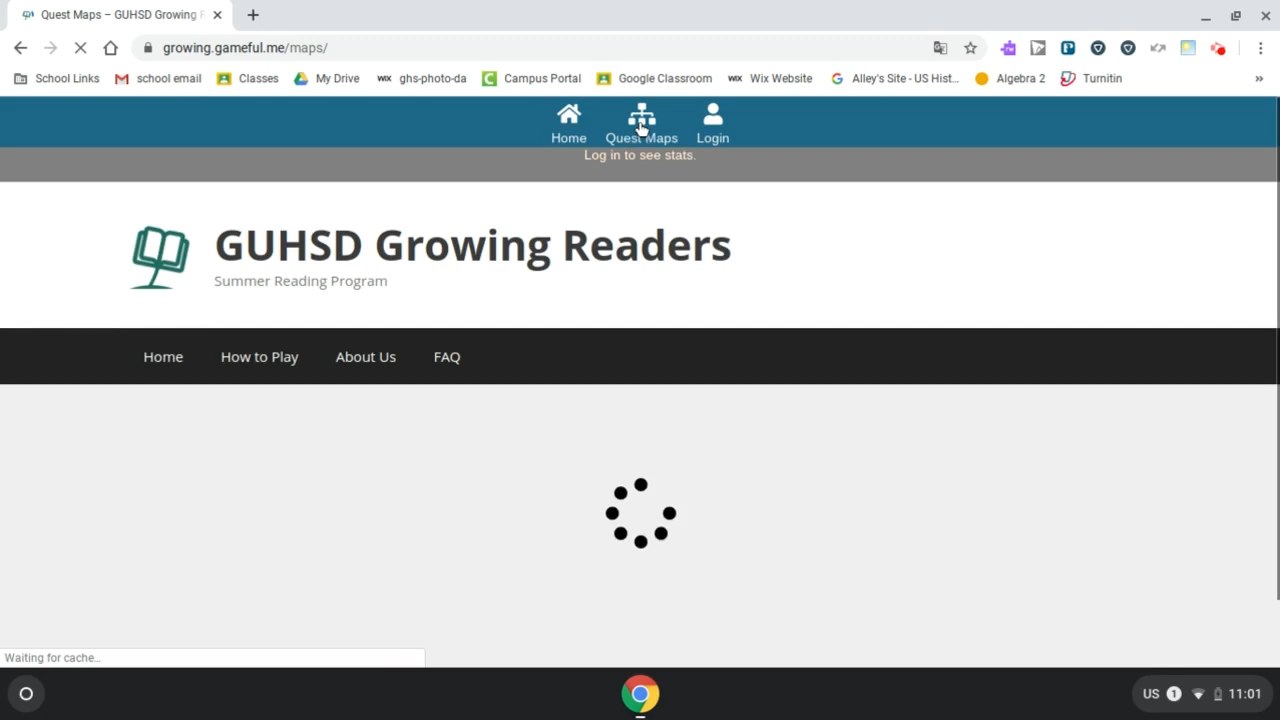 Quest Maps – GUHSD Growing R
growing.gameful.me/maps/
School Links school email Classes My Drive WIX ghs-photo-da Campus Portal Google Classroom WIX Wix Website Alley's Site - US Hist... Algebra 2 Turnitin »
Home Quest Maps Login
Log in to see stats.
GUHSD Growing Readers
Summer Reading Program
Home How to Play About Us FAQ
Waiting for cache...
US 1 11:01